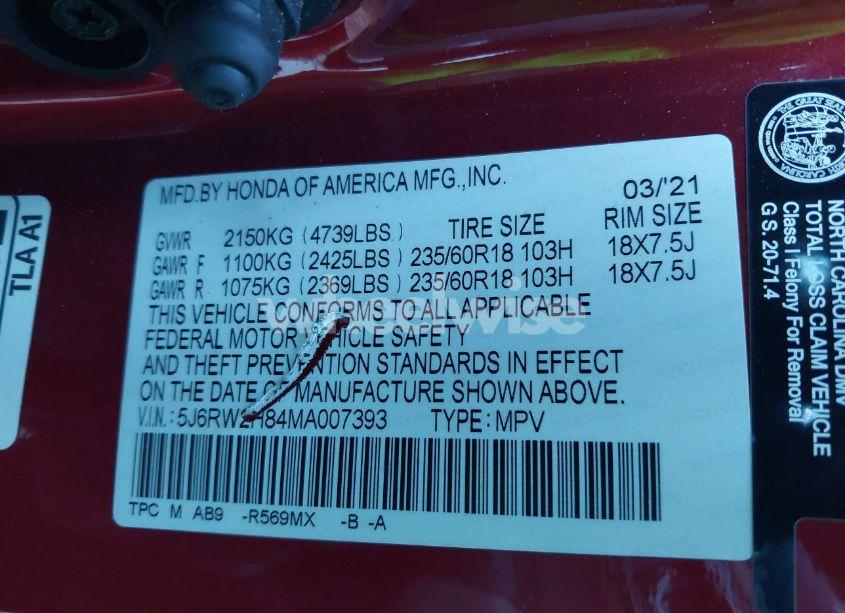 MFD.BY HONDA OF AMERICA MFG.,INC. 03/'21
GVWR 2150KG (4739LBS) TIRE SIZE RIM SIZE
GAWR F 1100KG (2425LBS) 235/60R18 103H 18X7.5J
GAWR R 1075KG (2369LBS) 235/60R18 103H 18X7.5J
THIS VEHICLE CONFORMS TO ALL APPLICABLE
FEDERAL MOTOR VEHICLE SAFETY
AND THEFT PREVENTION STANDARDS IN EFFECT
ON THE DATE OF MANUFACTURE SHOWN ABOVE.
V.I.N.: 5J6RW2H84MA007393 TYPE: MPV
TPC M AB9 -R569MX -B -A
TLA A1
NORTH CAROLINA DMV
TOTAL LOSS CLAIM VEHICLE
Class I Felony For Removal
G.S. 20-71.4
wheelwise